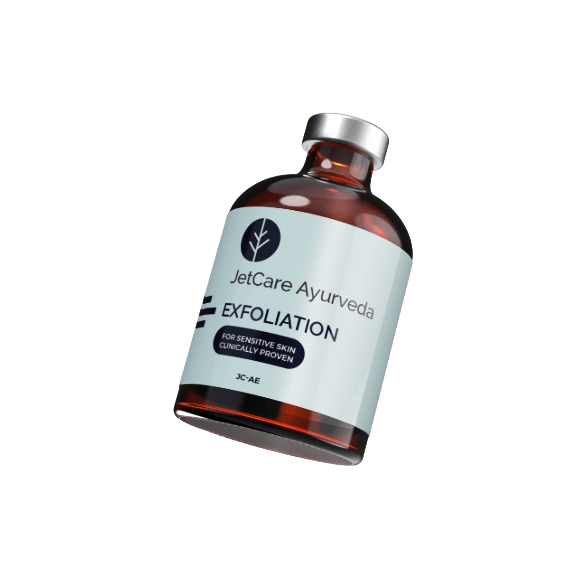 JetCare Ayurveda
EXFOLIATION
FOR SENSITIVE SKIN
CLINICALLY PROVEN
JC-AE